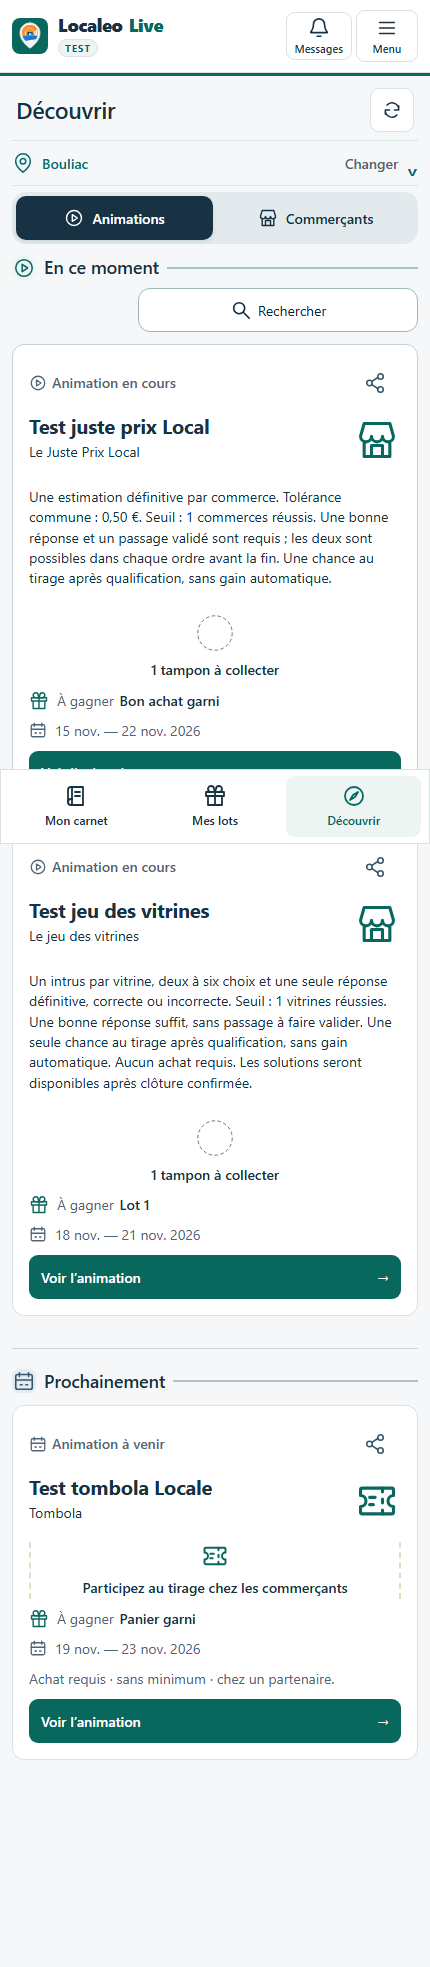 Localeo Live
TEST
Messages
Menu
Découvrir
Bouliac
Changer
Animations
Commerçants
En ce moment
Rechercher
Animation en cours
Test juste prix Local
Le Juste Prix Local
Une estimation définitive par commerce. Tolérance
commune : 0,50 €. Seuil : 1 commerces réussis. Une bonne
réponse et un passage validé sont requis ; les deux sont
possibles dans chaque ordre avant la fin. Une chance au
tirage après qualification, sans gain automatique.
1 tampon à collecter
À gagner Bon achat garni
15 nov. — 22 nov. 2026
Mon carnet
Mes lots
Découvrir
Animation en cours
Test jeu des vitrines
Le jeu des vitrines
Un intrus par vitrine, deux à six choix et une seule réponse
définitive, correcte ou incorrecte. Seuil : 1 vitrines réussies.
Une bonne réponse suffit, sans passage à faire valider. Une
seule chance au tirage après qualification, sans gain
automatique. Aucun achat requis. Les solutions seront
disponibles après clôture confirmée.
1 tampon à collecter
À gagner Lot 1
18 nov. — 21 nov. 2026
Voir l’animation →
Prochainement
Animation à venir
Test tombola Locale
Tombola
Participez au tirage chez les commerçants
À gagner Panier garni
19 nov. — 23 nov. 2026
Achat requis · sans minimum · chez un partenaire.
Voir l’animation →